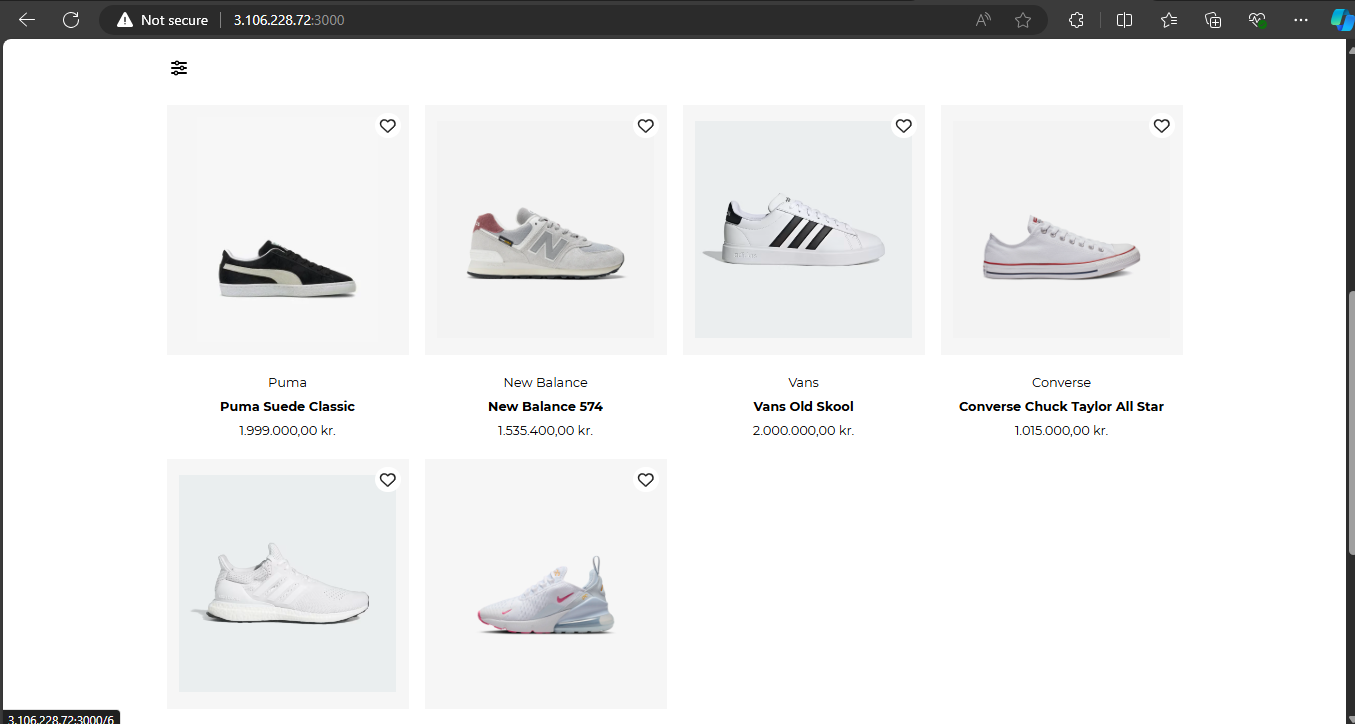 Not secure
3.106.228.72:3000
Puma
New Balance
Vans
Converse
Puma Suede Classic
New Balance 574
Vans Old Skool
Converse Chuck Taylor All Star
1.999.000,00 kr.
1.535.400,00 kr.
2.000.000,00 kr.
1.015.000,00 kr.
3.106.228.72:3000/6